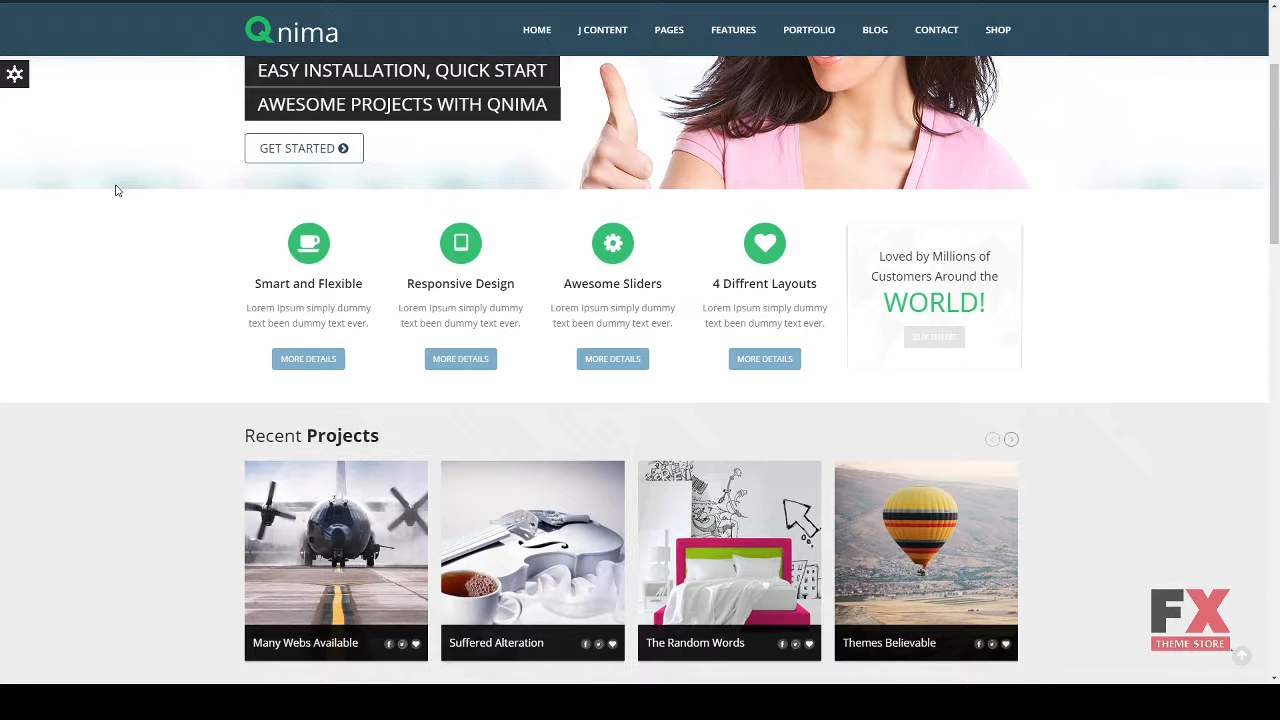 Qnima
HOME J CONTENT PAGES FEATURES PORTFOLIO BLOG CONTACT SHOP
EASY INSTALLATION, QUICK START
AWESOME PROJECTS WITH QNIMA
GET STARTED
Smart and Flexible
Lorem Ipsum simply dummy
text been dummy text ever.
MORE DETAILS
Responsive Design
Lorem Ipsum simply dummy
text been dummy text ever.
MORE DETAILS
Awesome Sliders
Lorem Ipsum simply dummy
text been dummy text ever.
MORE DETAILS
4 Diffrent Layouts
Lorem Ipsum simply dummy
text been dummy text ever.
MORE DETAILS
Loved by Millions of
Customers Around the
WORLD!
BUY THEME
Recent Projects
Many Webs Available
Suffered Alteration
The Random Words
Themes Believable
FX
THEME STORE